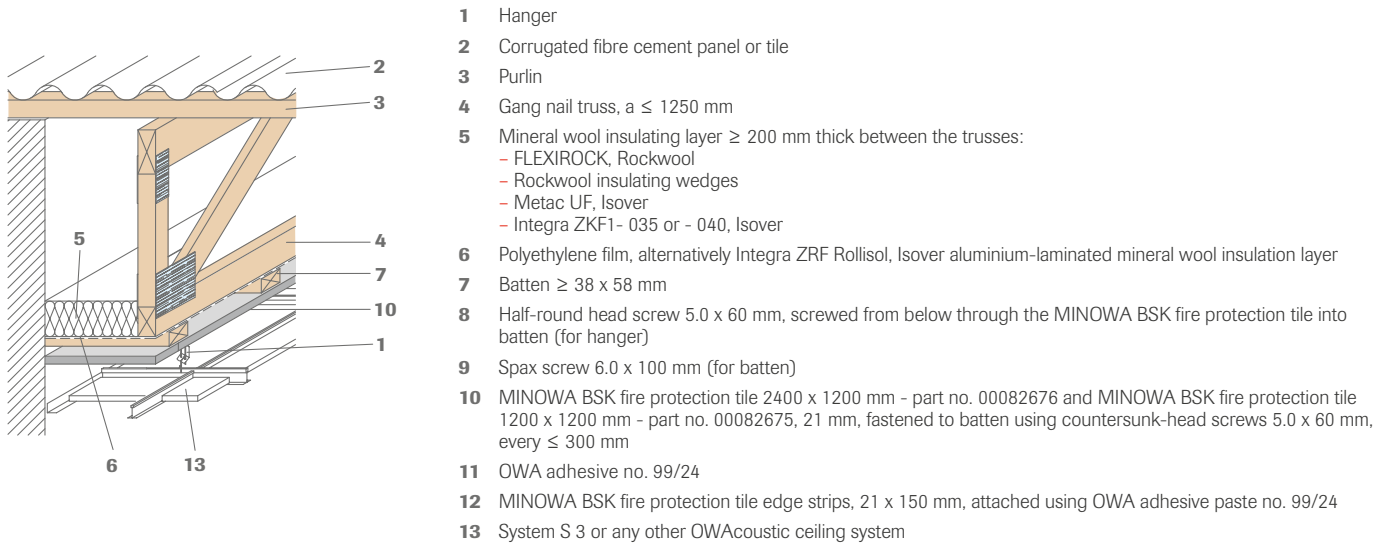 1 Hanger
2 Corrugated fibre cement panel or tile
3 Purlin
4 Gang nail truss, a ≤ 1250 mm
5 Mineral wool insulating layer ≥ 200 mm thick between the trusses:
– FLEXIROCK, Rockwool
– Rockwool insulating wedges
– Metac UF, Isover
– Integra ZKF1- 035 or - 040, Isover
6 Polyethylene film, alternatively Integra ZRF Rollisol, Isover aluminium-laminated mineral wool insulation layer
7 Batten ≥ 38 x 58 mm
8 Half-round head screw 5.0 x 60 mm, screwed from below through the MINOWA BSK fire protection tile into
batten (for hanger)
9 Spax screw 6.0 x 100 mm (for batten)
10 MINOWA BSK fire protection tile 2400 x 1200 mm - part no. 00082676 and MINOWA BSK fire protection tile
1200 x 1200 mm - part no. 00082675, 21 mm, fastened to batten using countersunk-head screws 5.0 x 60 mm,
every ≤ 300 mm
11 OWA adhesive no. 99/24
12 MINOWA BSK fire protection tile edge strips, 21 x 150 mm, attached using OWA adhesive paste no. 99/24
13 System S 3 or any other OWAcoustic ceiling system
2
3
5
4
7
10
1
6
13